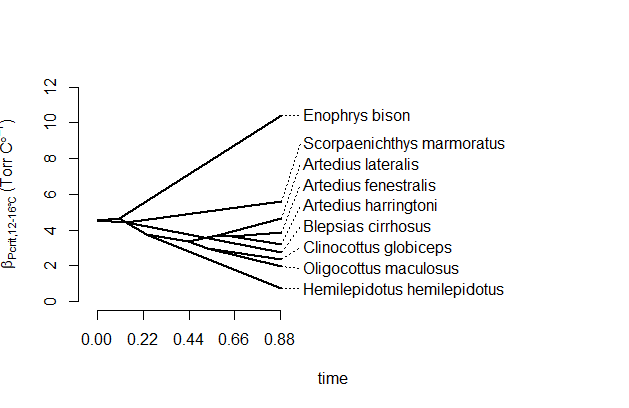 12
10
8
6
4
2
0
βPcrit,12-16°C (Torr C°⁻¹)
Enophrys bison
Scorpaenichthys marmoratus
Artedius lateralis
Artedius fenestralis
Artedius harringtoni
Blepsias cirrhosus
Clinocottus globiceps
Oligocottus maculosus
Hemilepidotus hemilepidotus
0.00 0.22 0.44 0.66 0.88
time